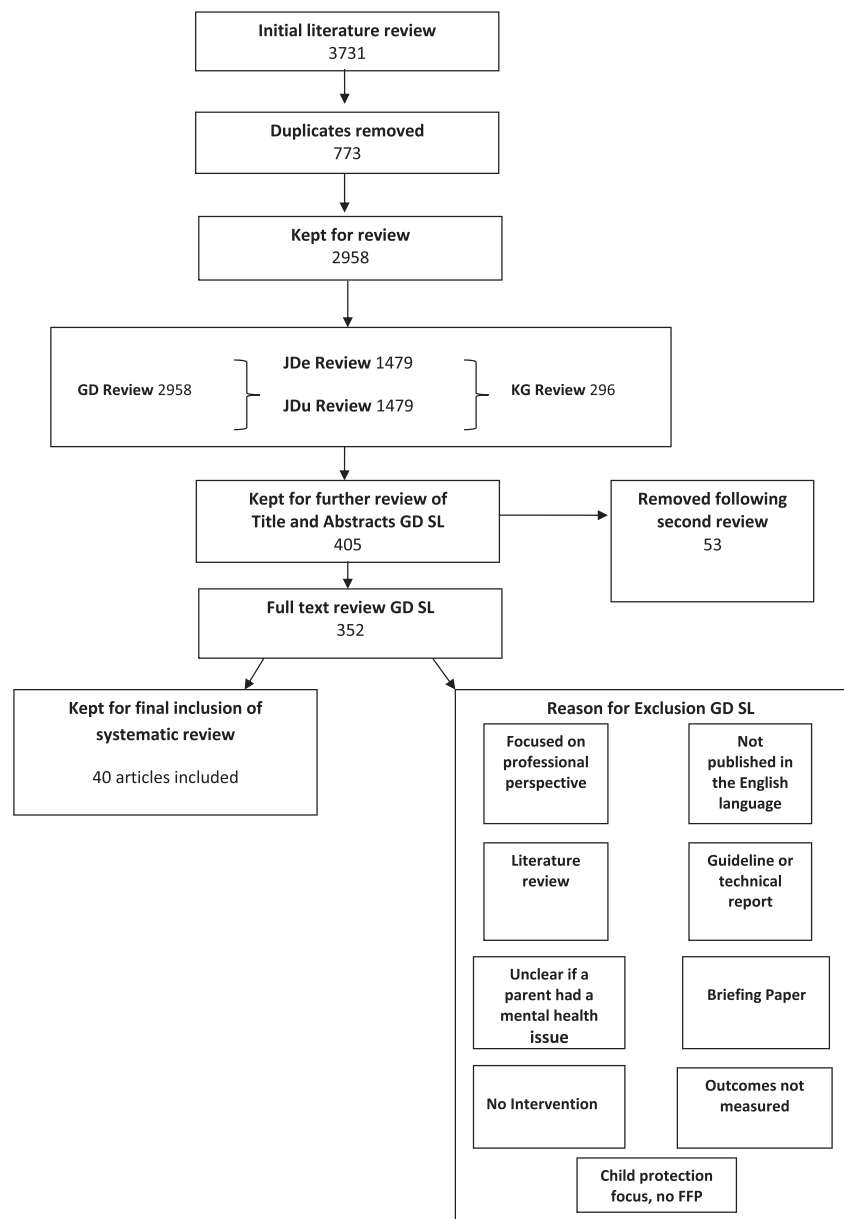 Initial literature review
3731
Duplicates removed
773
Kept for review
2958
GD Review 2958
JDe Review 1479
JDu Review 1479
KG Review 296
Kept for further review of
Title and Abstracts GD SL
405
Removed following
second review
53
Full text review GD SL
352
Kept for final inclusion of
systematic review
40 articles included
Reason for Exclusion GD SL
Focused on
professional
perspective
Not
published in
the English
language
Literature
review
Guideline or
technical
report
Unclear if a
parent had a
mental health
issue
Briefing Paper
No Intervention
Outcomes not
measured
Child protection
focus, no FFP